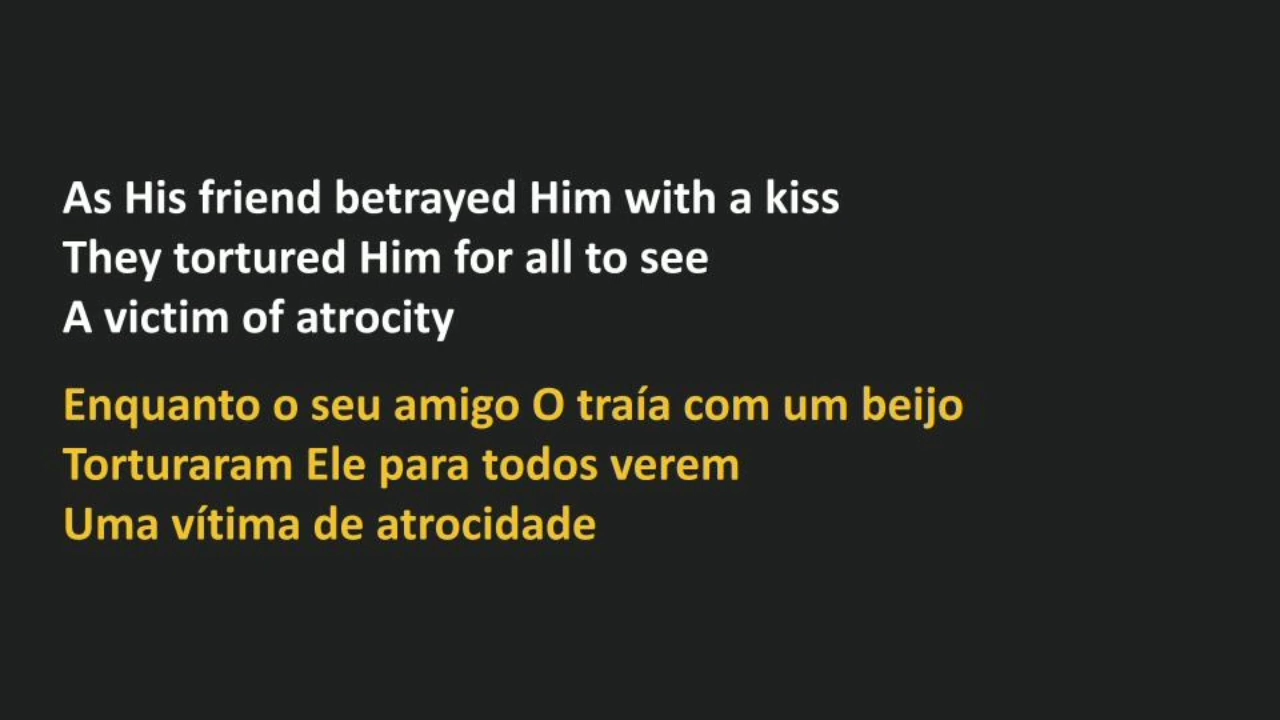 As His friend betrayed Him with a kiss
They tortured Him for all to see
A victim of atrocity
Enquanto o seu amigo O traía com um beijo
Torturaram Ele para todos verem
Uma vítima de atrocidade